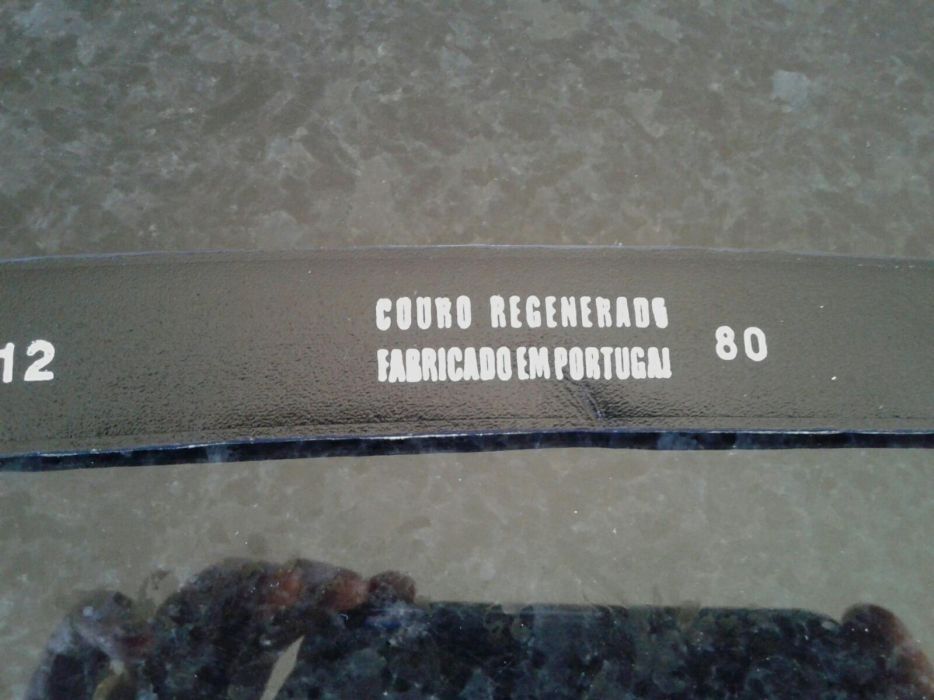 12
COURO REGENERADO
FABRICADO EM PORTUGAL
80